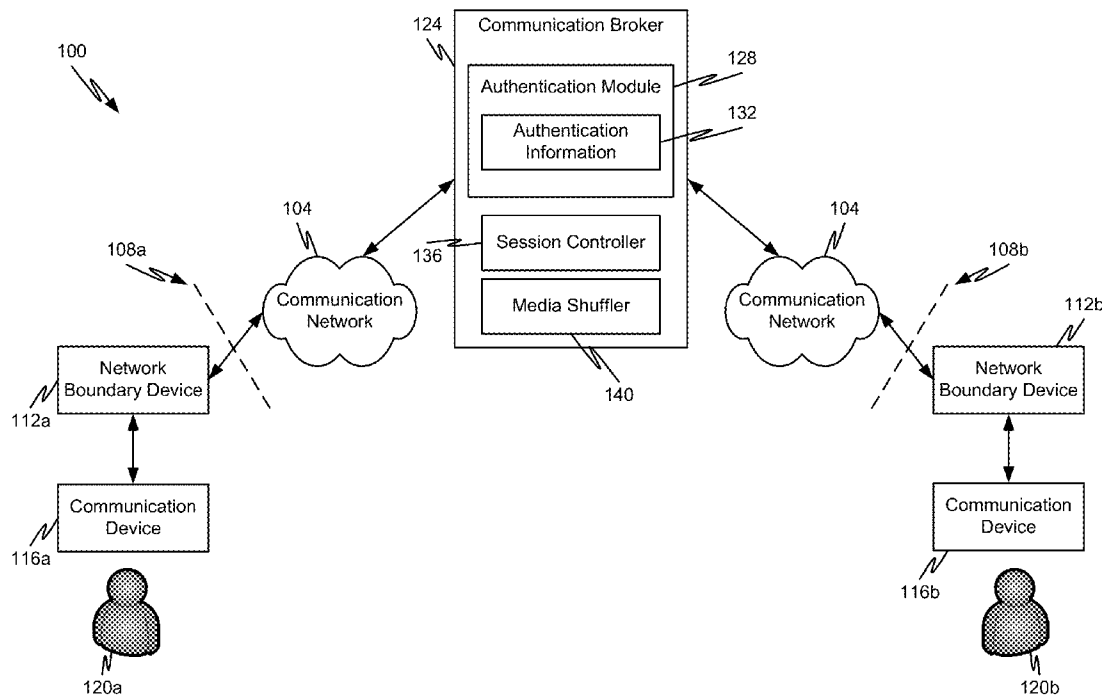 100
124
Communication Broker
128
Authentication Module
132
Authentication
Information
104
104
108a
108b
136
Session Controller
Communication
Network
Media Shuffler
Communication
Network
112b
Network
Boundary Device
Network
Boundary Device
140
112a
Communication
Device
Communication
Device
116a
116b
120a
120b